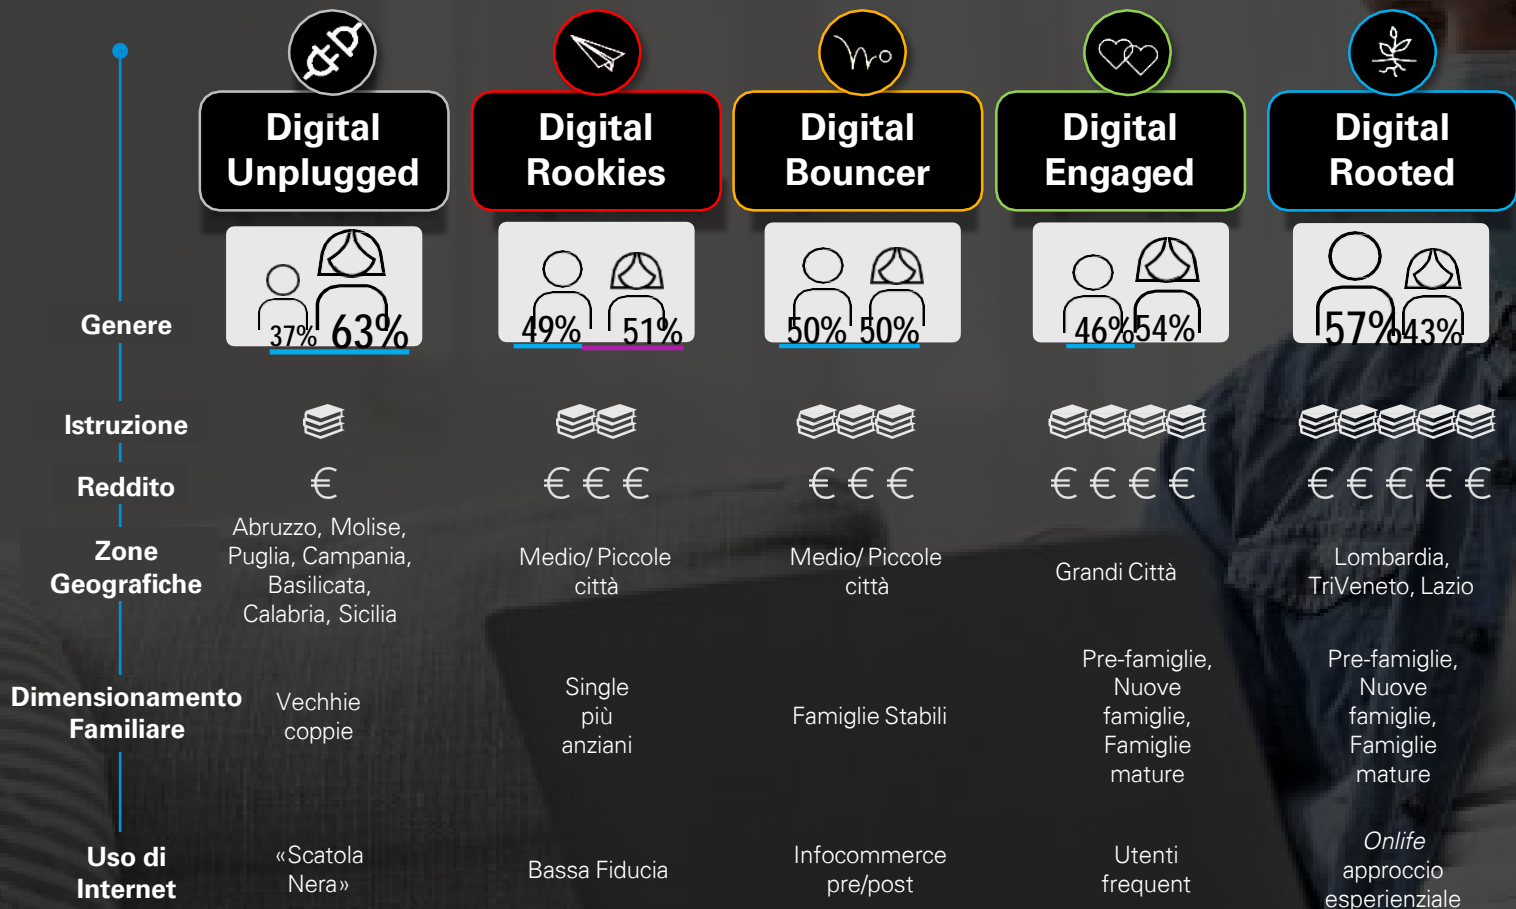 Digital
Unplugged
Digital
Rookies
Digital
Bouncer
Digital
Engaged
Digital
Rooted
Genere
37% 63%
49% 51%
50% 50%
46% 54%
57% 43%
Istruzione
Reddito
€
€ € €
€ € €
€ € € €
€ € € € €
Zone
Geografiche
Abruzzo, Molise,
Puglia, Campania,
Basilicata,
Calabria, Sicilia
Medio/ Piccole
città
Medio/ Piccole
città
Grandi Città
Lombardia,
TriVeneto, Lazio
Dimensionamento
Familiare
Vechhie
coppie
Single
più
anziani
Famiglie Stabili
Pre-famiglie,
Nuove
famiglie,
Famiglie
mature
Pre-famiglie,
Nuove
famiglie,
Famiglie
mature
Uso di
Internet
«Scatola
Nera»
Bassa Fiducia
Infocommerce
pre/post
Utenti
frequent
Onlife
approccio
esperienziale